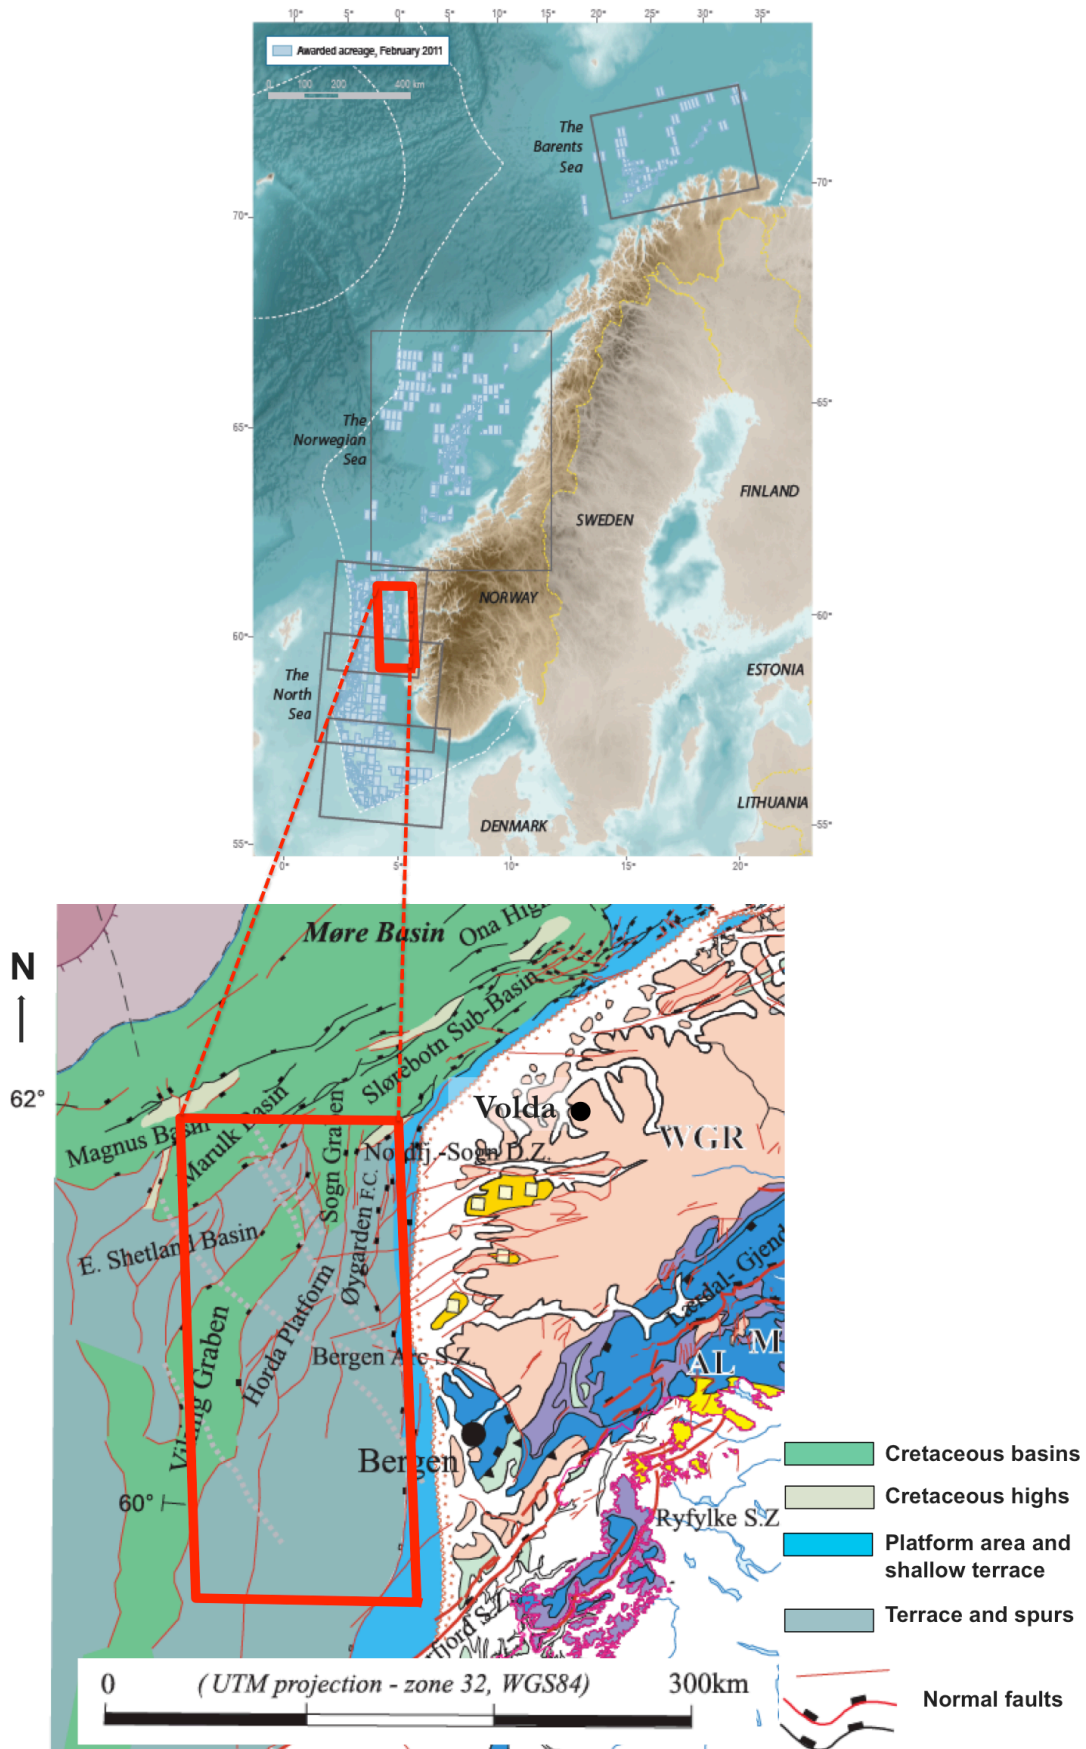 10° 5° 0° 5° 10° 15° 20° 25° 30° 35°
Awarded acreage, February 2011
0 100 200 400 km
The
Barents
Sea
70°
70°
65°
The
Norwegian
Sea
65°
FINLAND
SWEDEN
NORWAY
60°
60°
ESTONIA
The
North
Sea
LITHUANIA
DENMARK
55°
55°
0° 5° 10° 15° 20°
Møre Basin
Ona High
N
Slørebotn Sub-Basin
62°
Volda
Magnus Basin
Marulk Basin
Sogn Graben
WGR
Nordfj.-Sogn D.Z.
Øygarden F.C.
E. Shetland Basin
Lærdal- Gjend
Horda Platform
Viking Graben
Bergen Arc S.Z.
M
AL
Bergen
60°
Ryfylke S.Z
rfjord S.Z.
Cretaceous basins
Cretaceous highs
Platform area and
shallow terrace
Terrace and spurs
Normal faults
0 ( UTM projection - zone 32, WGS84) 300km